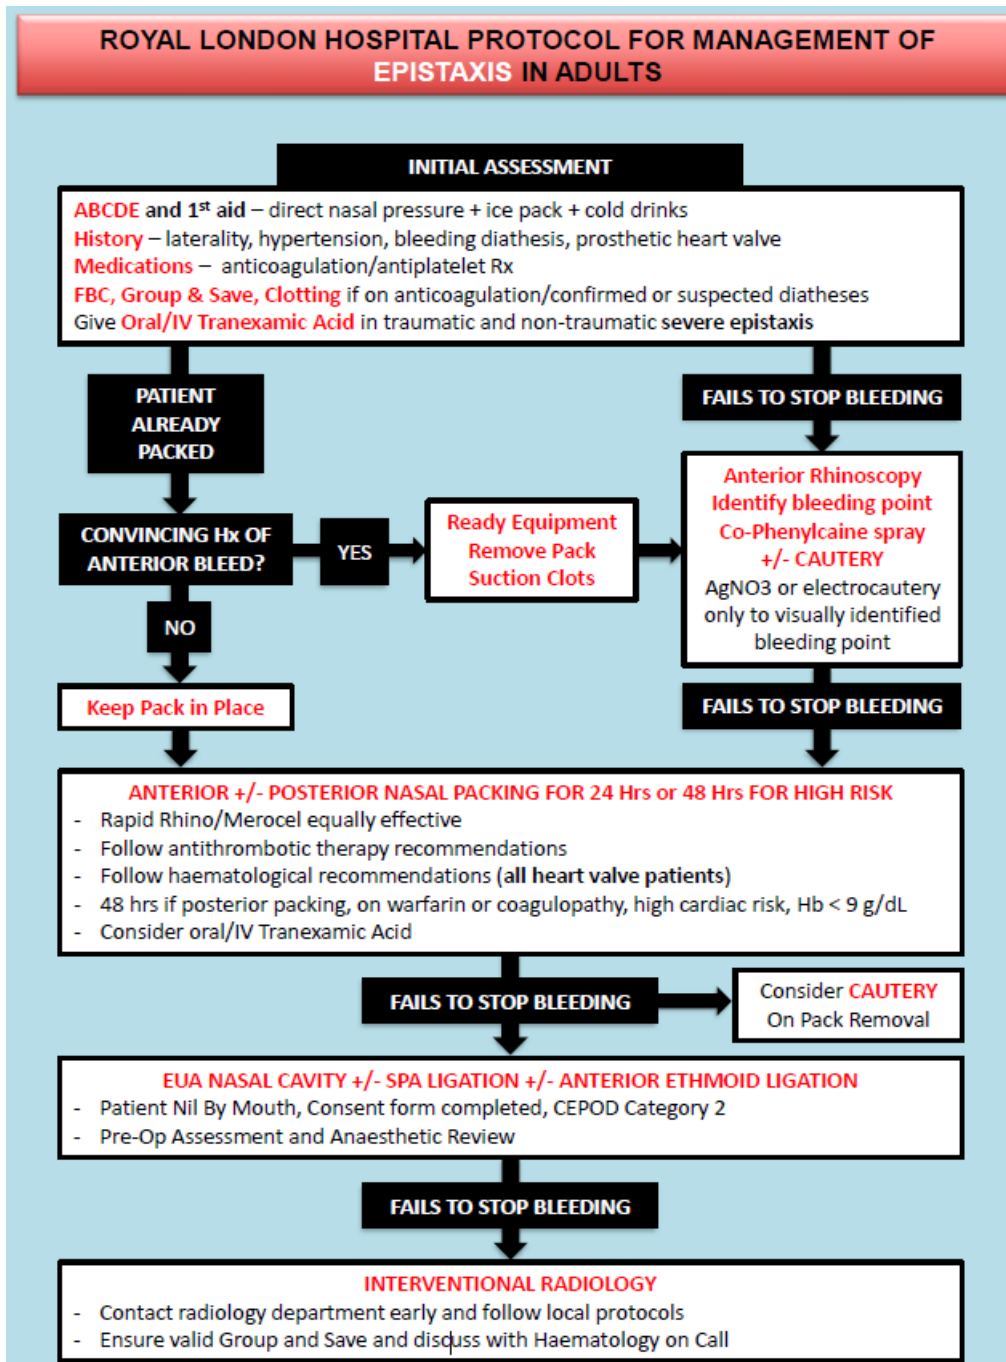 ROYAL LONDON HOSPITAL PROTOCOL FOR MANAGEMENT OF
EPISTAXIS IN ADULTS
INITIAL ASSESSMENT
ABCDE and 1st aid – direct nasal pressure + ice pack + cold drinks
History – laterality, hypertension, bleeding diathesis, prosthetic heart valve
Medications – anticoagulation/antiplatelet Rx
FBC, Group & Save, Clotting if on anticoagulation/confirmed or suspected diatheses
Give Oral/IV Tranexamic Acid in traumatic and non-traumatic severe epistaxis
PATIENT
ALREADY
PACKED
FAILS TO STOP BLEEDING
CONVINCING Hx OF
ANTERIOR BLEED?
YES
Ready Equipment
Remove Pack
Suction Clots
Anterior Rhinoscopy
Identify bleeding point
Co-Phenylcaine spray
+/- CAUTERY
AgNO3 or electrocautery
only to visually identified
bleeding point
NO
Keep Pack in Place
FAILS TO STOP BLEEDING
ANTERIOR +/- POSTERIOR NASAL PACKING FOR 24 Hrs or 48 Hrs FOR HIGH RISK
- Rapid Rhino/Merocel equally effective
- Follow antithrombotic therapy recommendations
- Follow haematological recommendations (all heart valve patients)
- 48 hrs if posterior packing, on warfarin or coagulopathy, high cardiac risk, Hb < 9 g/dL
- Consider oral/IV Tranexamic Acid
FAILS TO STOP BLEEDING
Consider CAUTERY
On Pack Removal
EUA NASAL CAVITY +/- SPA LIGATION +/- ANTERIOR ETHMOID LIGATION
- Patient Nil By Mouth, Consent form completed, CEPOD Category 2
- Pre-Op Assessment and Anaesthetic Review
FAILS TO STOP BLEEDING
INTERVENTIONAL RADIOLOGY
- Contact radiology department early and follow local protocols
- Ensure valid Group and Save and discuss with Haematology on Call